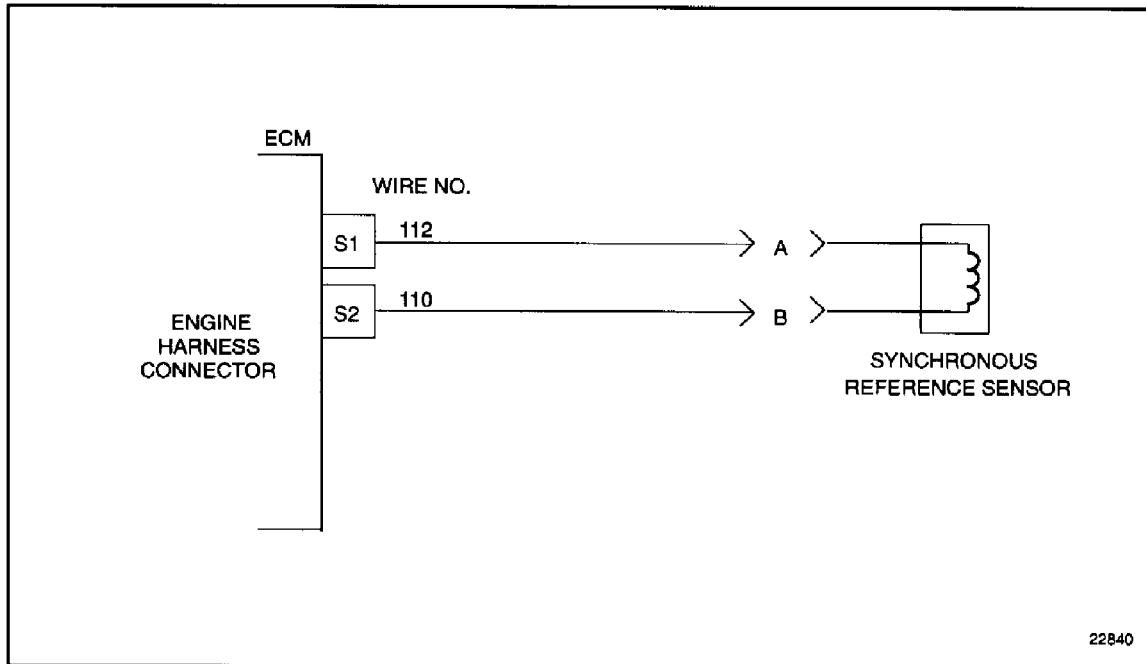 ECM
WIRE NO.
S1
112
A
S2
110
B
ENGINE
HARNESS
CONNECTOR
SYNCHRONOUS
REFERENCE SENSOR
22840